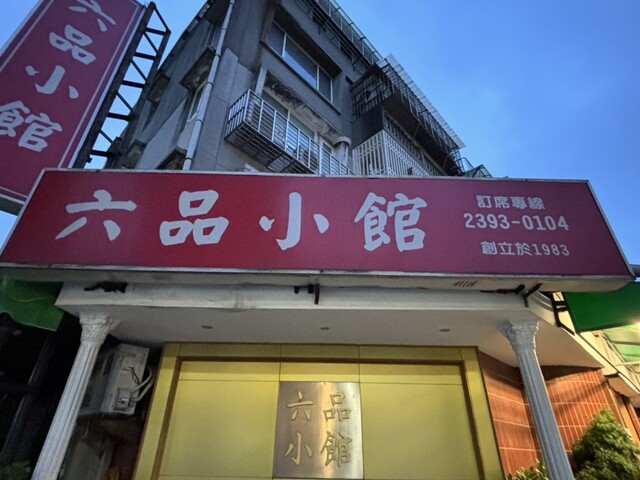 六品小館
六品小館
訂席專線
2393-0104
創立於1983
六品
小館